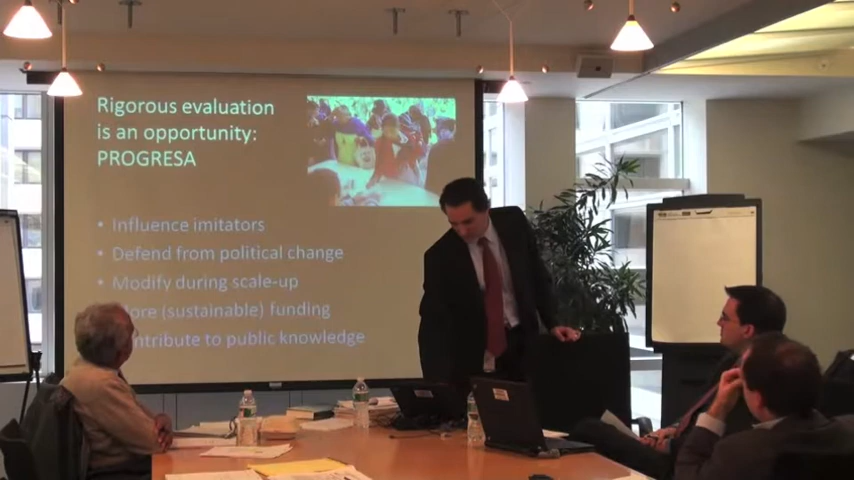 Rigorous evaluation
is an opportunity:
PROGRESA
• Influence imitators
• Defend from political change
• Modify during scale-up
(sustainable) funding
to public knowledge